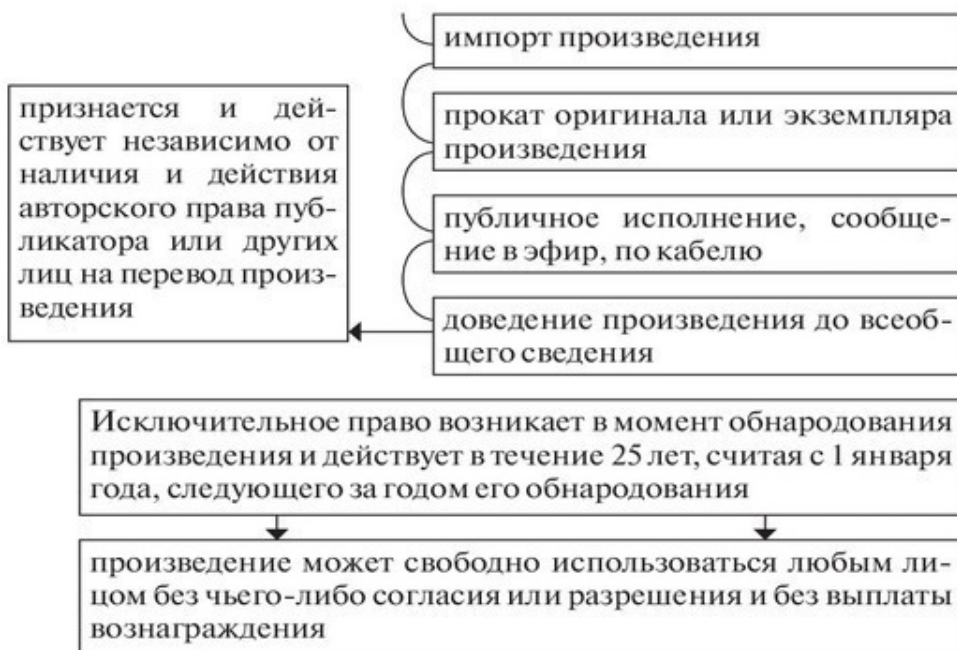 импорт произведения
признается и дей-
ствует независимо от
наличия и действия
авторского права пуб-
ликатора или других
лиц на перевод произ-
ведения
прокат оригинала или экземпляра
произведения
публичное исполнение, сообще-
ние в эфир, по кабелю
доведение произведения до всеоб-
щего сведения
Исключительное право возникает в момент обнародования
произведения и действует в течение 25 лет, считая с 1 января
года, следующего за годом его обнародования
произведение может свободно использоваться любым ли-
цом без чьего-либо согласия или разрешения и без выплаты
вознаграждения